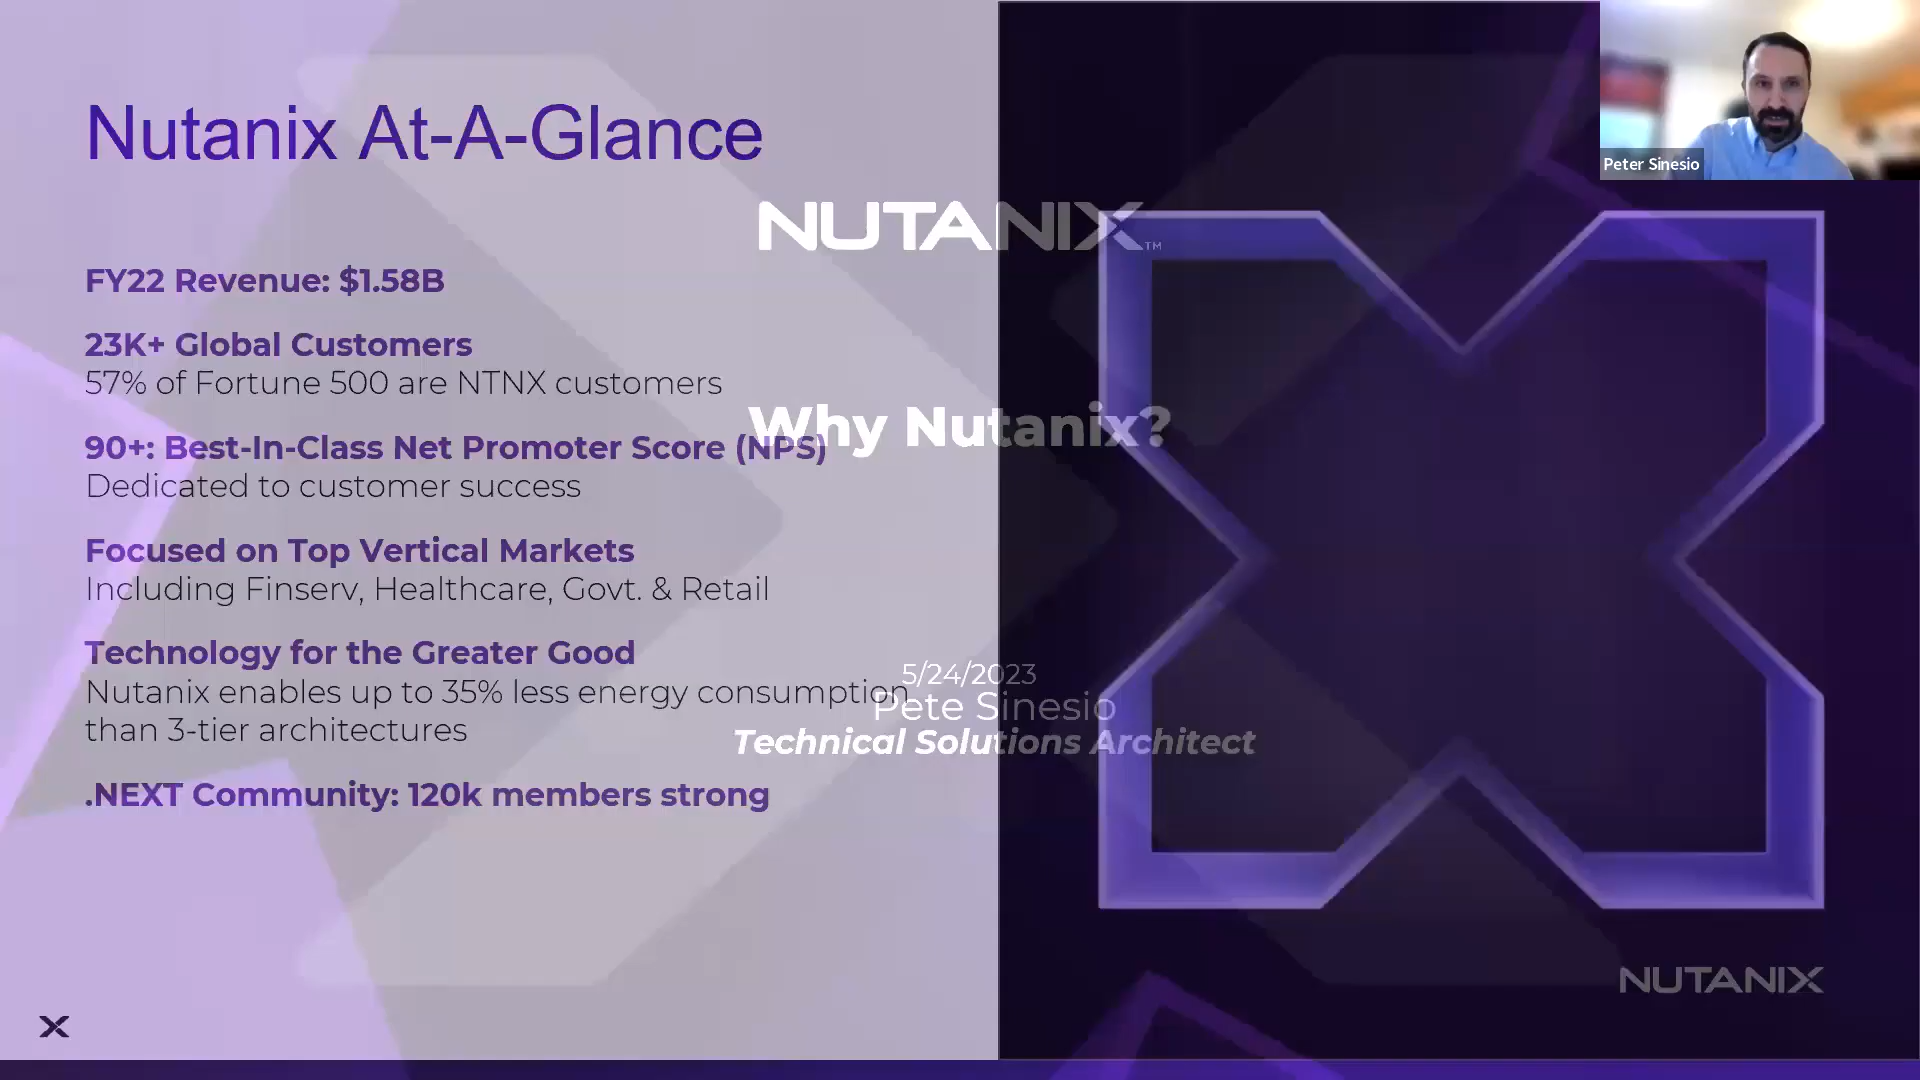 Nutanix At-A-Glance
FY22 Revenue: $1.58B
23K+ Global Customers
57% of Fortune 500 are NTNX customers
90+: Best-In-Class Net Promoter Score (NPS)
Dedicated to customer success
Focused on Top Vertical Markets
Including Finserv, Healthcare, Govt. & Retail
Technology for the Greater Good
Nutanix enables up to 35% less energy consumption
than 3-tier architectures
.NEXT Community: 120k members strong
NUTANIX™
Why Nutanix?
5/24/2023
Pete Sinesio
Technical Solutions Architect
Peter Sinesio
NUTANIX